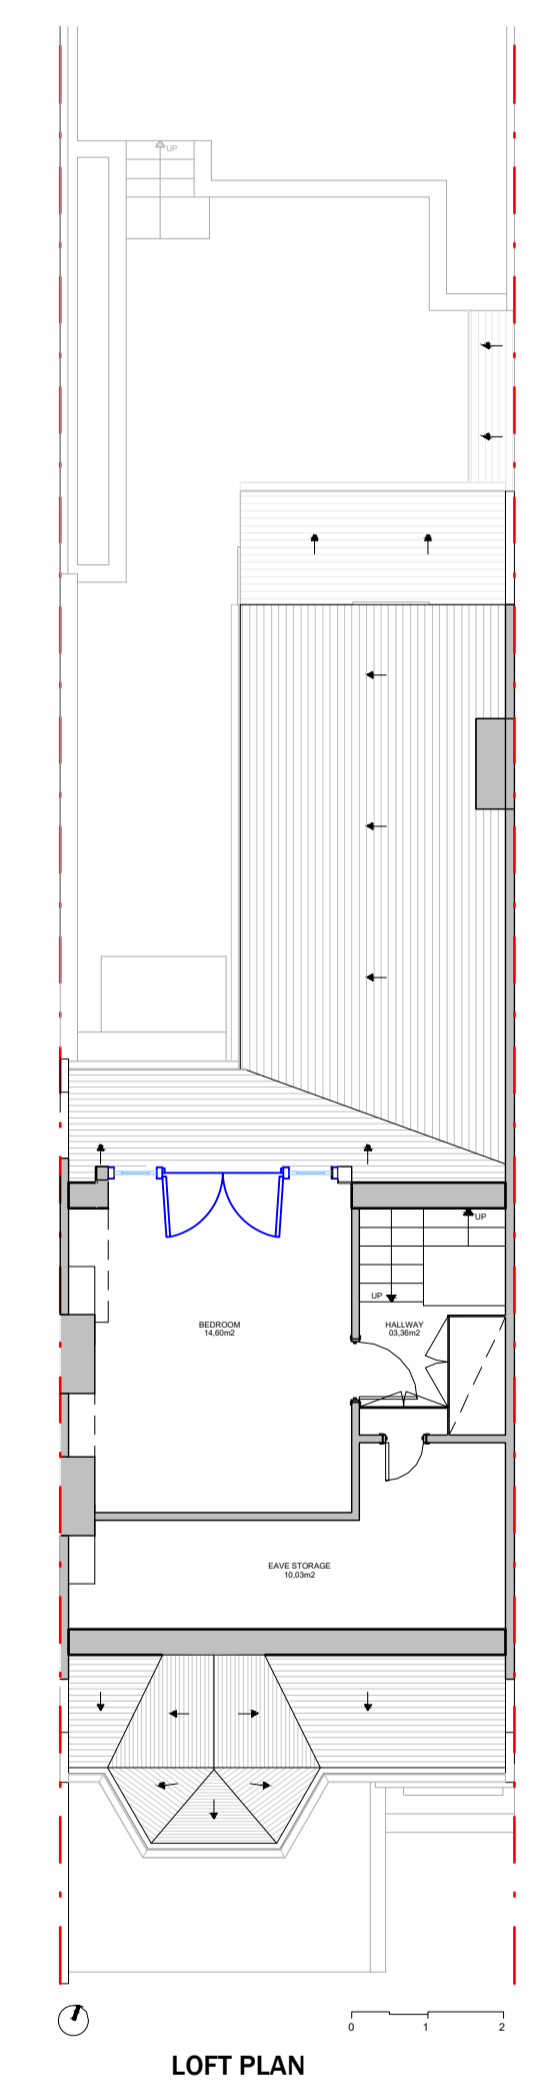 UP
UP
UP
BEDROOM
14,60m2
HALLWAY
03,36m2
EAVE STORAGE
10,03m2
0 1 2
LOFT PLAN